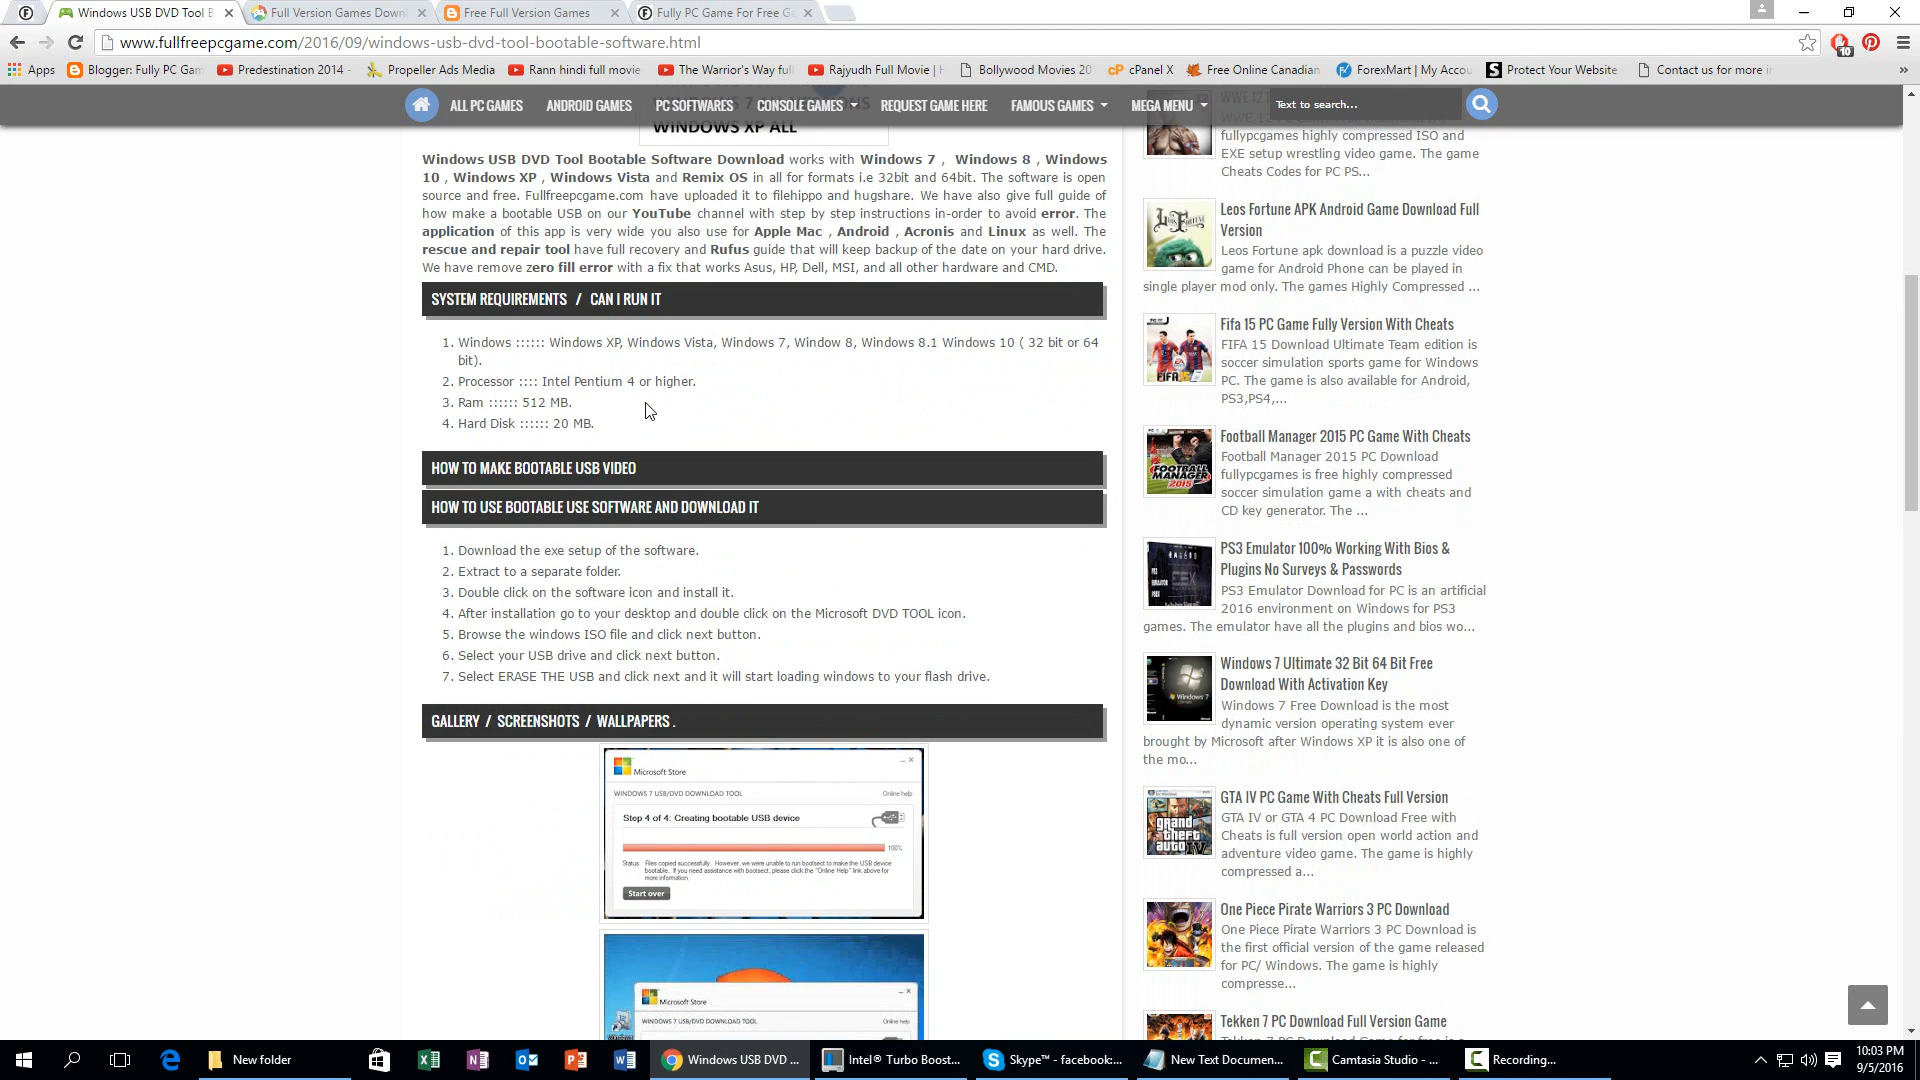 Windows USB DVD Tool B
Full Version Games Down
Free Full Version Games
Fully PC Game For Free G
www.fullfreepcgame.com/2016/09/windows-usb-dvd-tool-bootable-software.html
10
Apps
Blogger: Fully PC Gam
Predestination 2014 -
Propeller Ads Media
Rann hindi full movie
The Warrior's Way ful
Rajyudh Full Movie | H
Bollywood Movies 20
cPanel X
Free Online Canadian
ForexMart | My Accou
Protect Your Website
Contact us for more i
ALL PC GAMES
ANDROID GAMES
PC SOFTWARES
CONSOLE GAMES
REQUEST GAME HERE
FAMOUS GAMES
MEGA MENU
Text to search...
WINDOWS XP ALL
Windows USB DVD Tool Bootable Software Download works with Windows 7 , Windows 8 , Windows
10 , Windows XP , Windows Vista and Remix OS in all for formats i.e 32bit and 64bit. The software is open
source and free. Fullfreepcgame.com have uploaded it to filehippo and hugshare. We have also give full guide of
how make a bootable USB on our YouTube channel with step by step instructions in-order to avoid error. The
application of this app is very wide you also use for Apple Mac , Android , Acronis and Linux as well. The
rescue and repair tool have full recovery and Rufus guide that will keep backup of the date on your hard drive.
We have remove zero fill error with a fix that works Asus, HP, Dell, MSI, and all other hardware and CMD.
SYSTEM REQUIREMENTS / CAN I RUN IT
1. Windows :::::: Windows XP, Windows Vista, Windows 7, Window 8, Windows 8.1 Windows 10 ( 32 bit or 64
bit).
2. Processor :::: Intel Pentium 4 or higher.
3. Ram :::::: 512 MB.
4. Hard Disk :::::: 20 MB.
HOW TO MAKE BOOTABLE USB VIDEO
HOW TO USE BOOTABLE USE SOFTWARE AND DOWNLOAD IT
1. Download the exe setup of the software.
2. Extract to a separate folder.
3. Double click on the software icon and install it.
4. After installation go to your desktop and double click on the Microsoft DVD TOOL icon.
5. Browse the windows ISO file and click next button.
6. Select your USB drive and click next button.
7. Select ERASE THE USB and click next and it will start loading windows to your flash drive.
GALLERY / SCREENSHOTS / WALLPAPERS .
Microsoft Store
WINDOWS 7 USB/DVD DOWNLOAD TOOL
Online help
Step 4 of 4: Creating bootable USB device
100%
Status: Files copied successfully. However, we were unable to run bootsect to make the USB device
bootable. If you need assistance with bootsect, please click the "Online Help" link above for
more information.
Start over
Microsoft Store
WINDOWS 7 USB/DVD DOWNLOAD TOOL
Online help
fullypcgames highly compressed ISO and
EXE setup wrestling video game. The game
Cheats Codes for PC PS...
Leos Fortune APK Android Game Download Full
Version
Leos Fortune apk download is a puzzle video
game for Android Phone can be played in
single player mod only. The games Highly Compressed ...
Fifa 15 PC Game Fully Version With Cheats
FIFA 15 Download Ultimate Team edition is
soccer simulation sports game for Windows
PC. The game is also available for Android,
PS3,PS4,...
Football Manager 2015 PC Game With Cheats
Football Manager 2015 PC Download
fullypcgames is free highly compressed
soccer simulation game a with cheats and
CD key generator. The ...
PS3 Emulator 100% Working With Bios &
Plugins No Surveys & Passwords
PS3 Emulator Download for PC is an artificial
2016 environment on Windows for PS3
games. The emulator have all the plugins and bios wo...
Windows 7 Ultimate 32 Bit 64 Bit Free
Download With Activation Key
Windows 7 Free Download is the most
dynamic version operating system ever
brought by Microsoft after Windows XP it is also one of
the mo...
GTA IV PC Game With Cheats Full Version
GTA IV or GTA 4 PC Download Free with
Cheats is full version open world action and
adventure video game. The game is highly
compressed a...
One Piece Pirate Warriors 3 PC Download
One Piece Pirate Warriors 3 PC Download is
the first official version of the game released
for PC/ Windows. The game is highly
compresse...
Tekken 7 PC Download Full Version Game
New folder
Windows USB DVD ...
Intel® Turbo Boost...
Skype™ - facebook:...
New Text Documen...
Camtasia Studio - ...
Recording...
10:03 PM
9/5/2016